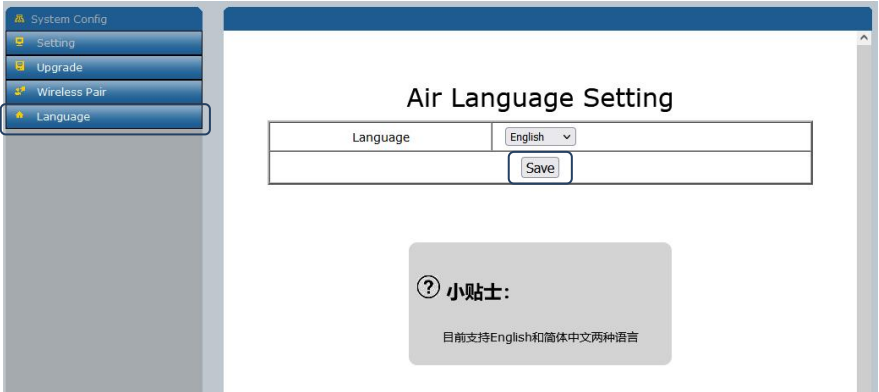 System Config
Setting
Upgrade
Wireless Pair
Language
Air Language Setting
Language English
Save
? 小贴士：
目前支持English和简体中文两种语言